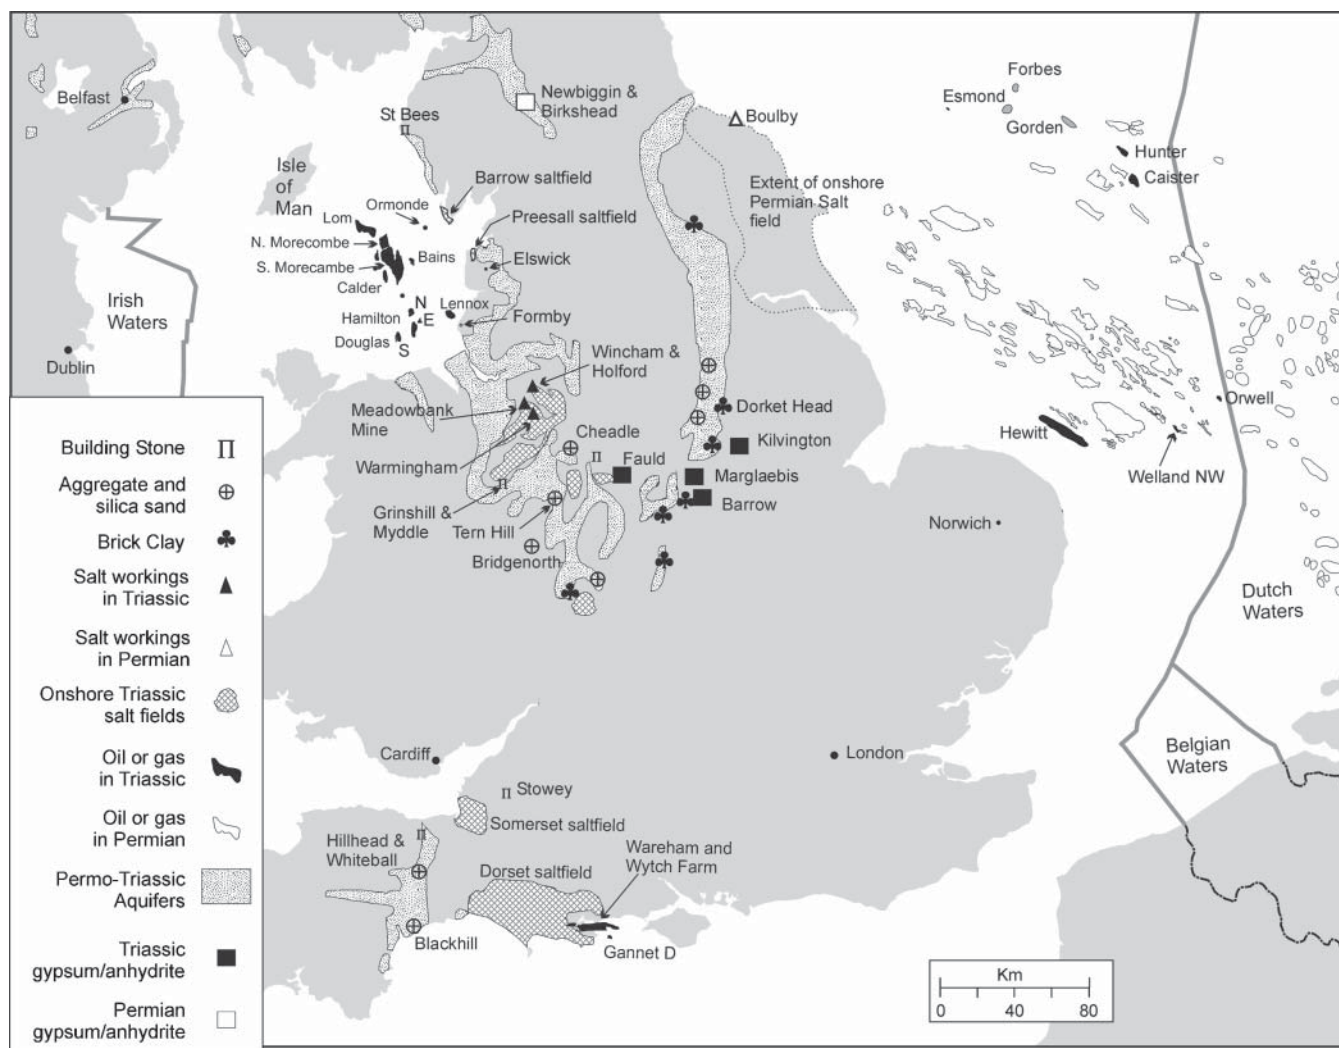 Forbes
Esmond
Gorden
Hunter
Caister
Belfast
St Bees
Newbiggin &
Birkshead
Boulby
Isle
of
Man
Barrow saltfield
Extent of onshore
Permian Salt
field
Ormonde
Lom
Preesall saltfield
N. Morecombe
Bains
Elswick
S. Morecambe
Calder
Irish
Waters
N
Lennox
Hamilton
E
Formby
Douglas
S
Dublin
Wincham &
Holford
Meadowbank
Mine
Dorket Head
Orwell
Cheadle
Kilvington
Hewitt
Warmingham
Fauld
Marglaebis
Welland NW
Grinshill &
Myddle
Tern Hill
Barrow
Norwich
Bridgenorth
Dutch
Waters
Cardiff
London
Belgian
Waters
Stowey
Somerset saltfield
Hillhead &
Whiteball
Wareham and
Wytch Farm
Dorset saltfield
Blackhill
Gannet D
Building Stone
Aggregate and
silica sand
Brick Clay
Salt workings
in Triassic
Salt workings
in Permian
Onshore Triassic
salt fields
Oil or gas
in Triassic
Oil or gas
in Permian
Permo-Triassic
Aquifers
Triassic
gypsum/anhydrite
Permian
gypsum/anhydrite
Km
0 40 80